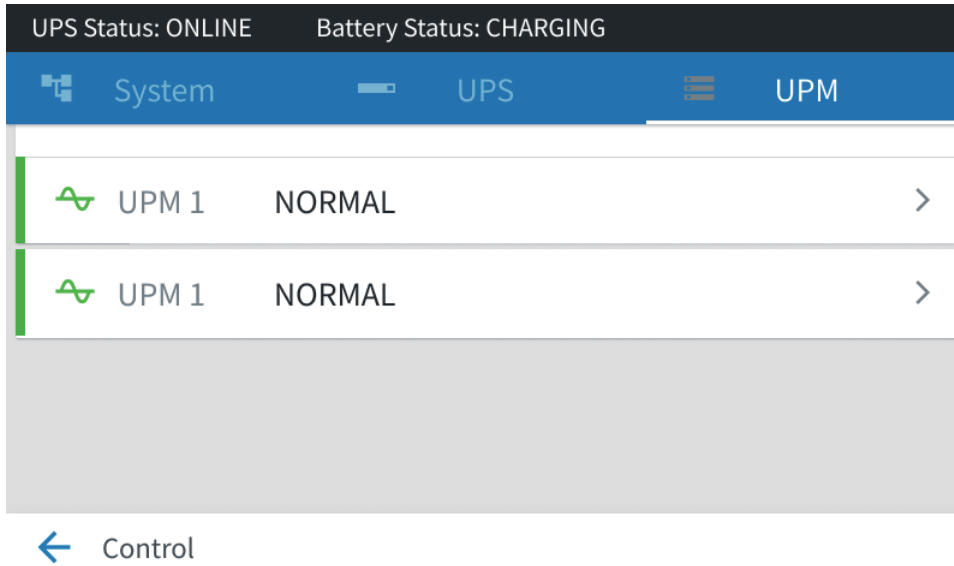 UPS Status: ONLINE Battery Status: CHARGING
System UPS UPM
UPM 1 NORMAL
UPM 1 NORMAL
Control